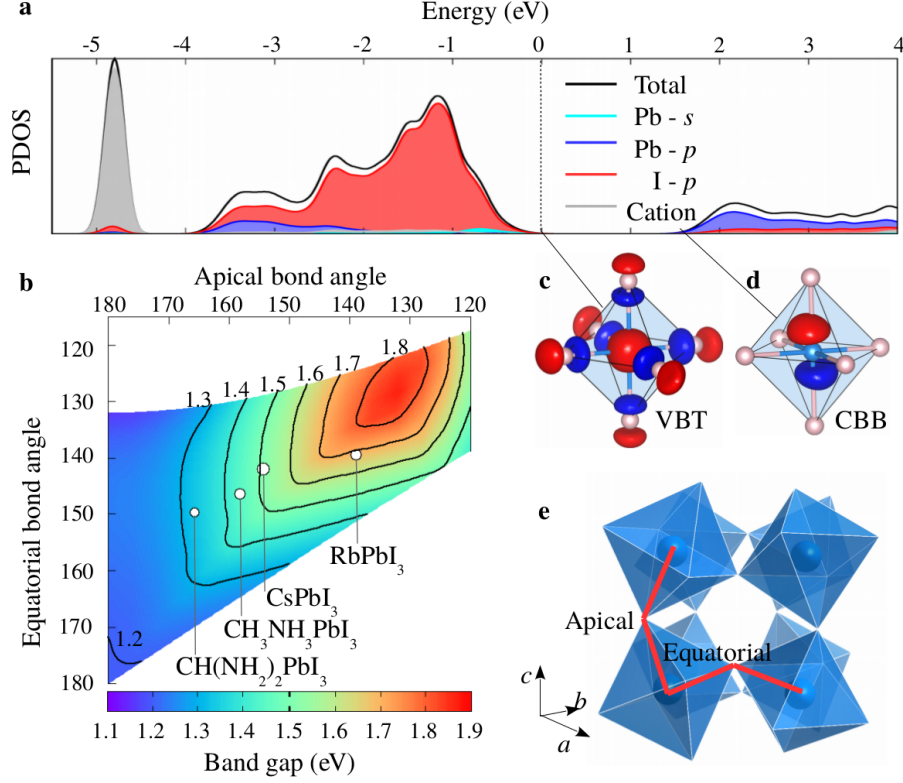 a
Energy (eV)
-5 -4 -3 -2 -1 0 1 2 3 4
PDOS
Total
Pb - s
Pb - p
I - p
Cation
b
Apical bond angle
180 170 160 150 140 130 120
Equatorial bond angle
120
130
140
150
160
170
180
1.3 1.4 1.5 1.6 1.7 1.8
1.2
RbPbI3
CsPbI3
CH3NH3PbI3
CH(NH2)2PbI3
1.1 1.2 1.3 1.4 1.5 1.6 1.7 1.8 1.9
Band gap (eV)
c
VBT
d
CBB
e
Apical
Equatorial
c
b
a